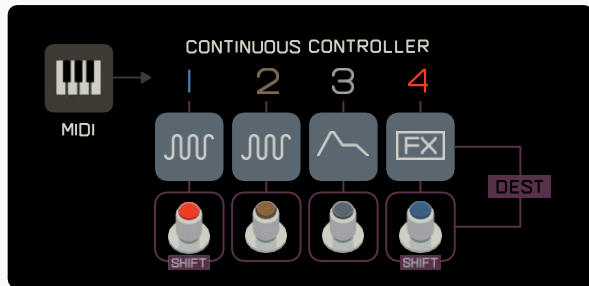 CONTINUOUS CONTROLLER
1 2 3 4
MIDI
FX
DEST
SHIFT SHIFT